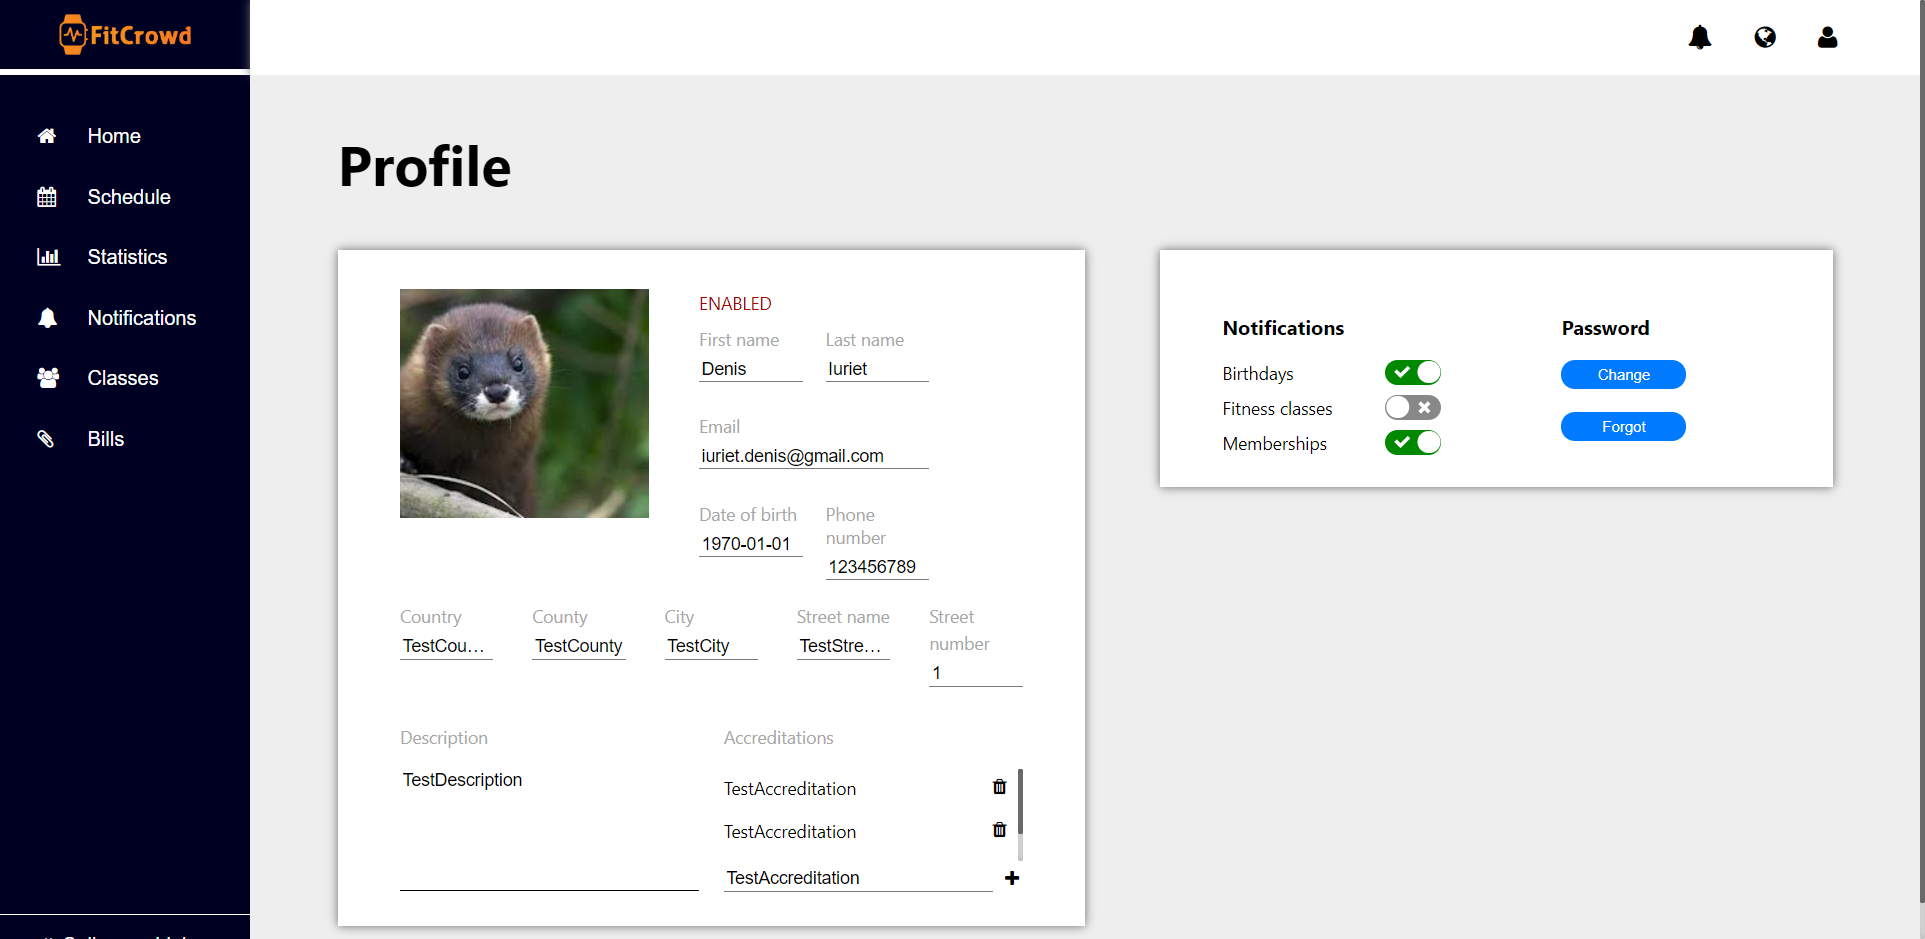 FitCrowd
Home
Schedule
Statistics
Notifications
Classes
Bills
Profile
ENABLED
First name
Last name
Denis
Iuriet
Email
iuriet.denis@gmail.com
Date of birth
Phone
number
1970-01-01
123456789
Country
County
City
Street name
Street
number
TestCou...
TestCounty
TestCity
TestStre...
1
Description
TestDescription
Accreditations
TestAccreditation
TestAccreditation
TestAccreditation
Notifications
Birthdays
Fitness classes
Memberships
Password
Change
Forgot